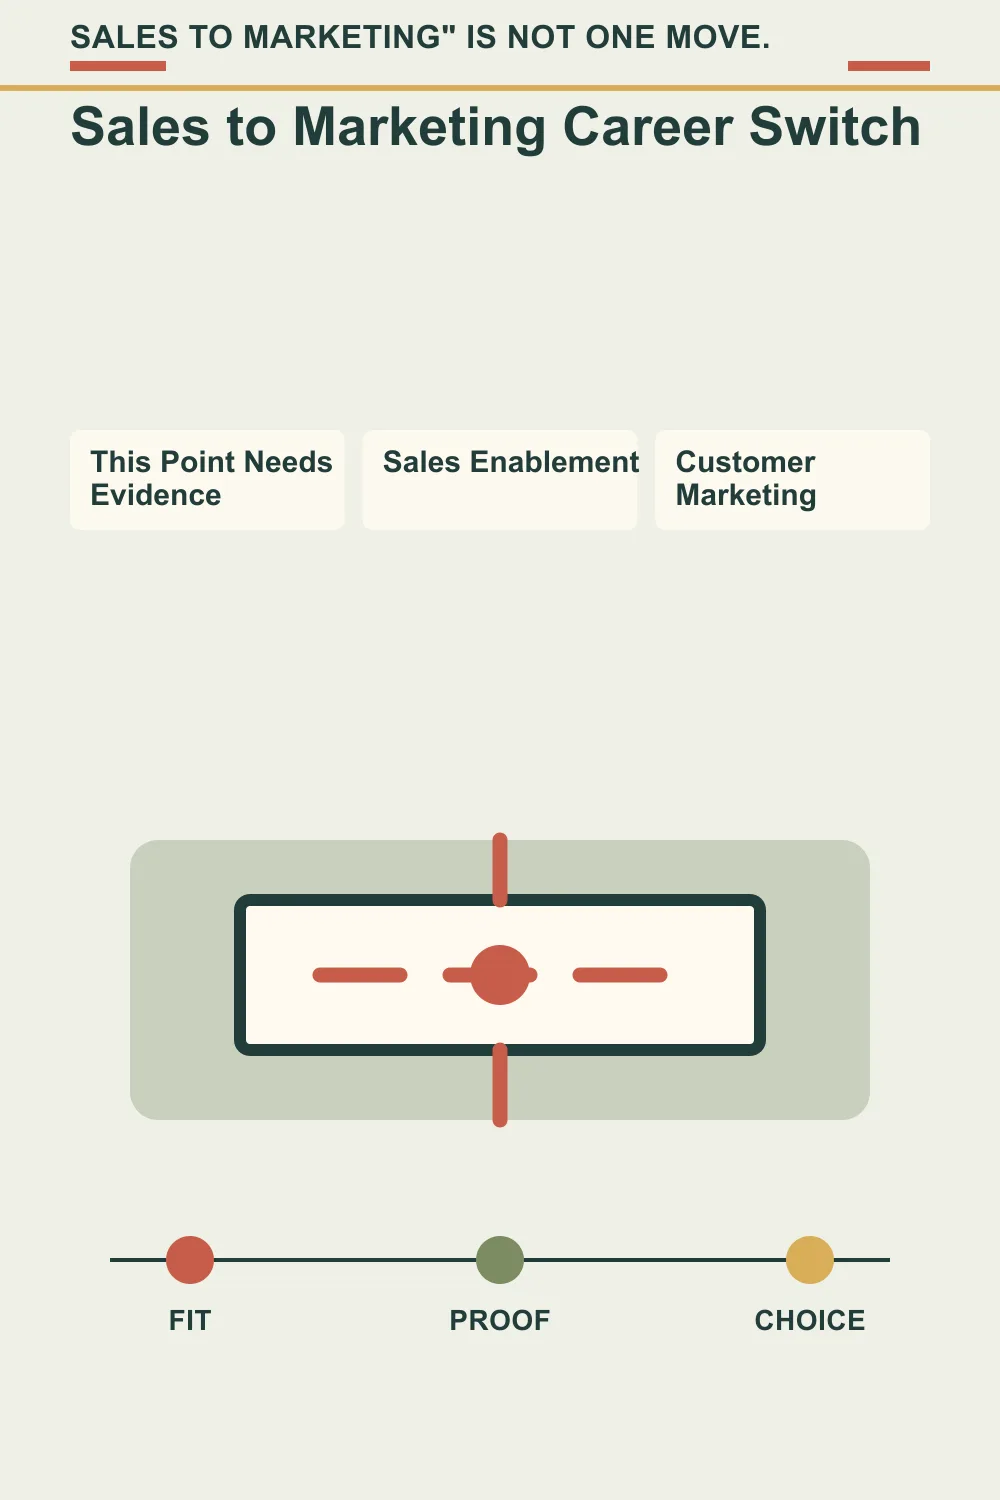 SALES TO MARKETING" IS NOT ONE MOVE.
Sales to Marketing Career Switch
This Point Needs
Evidence
Sales Enablement
Customer
Marketing
FIT
PROOF
CHOICE